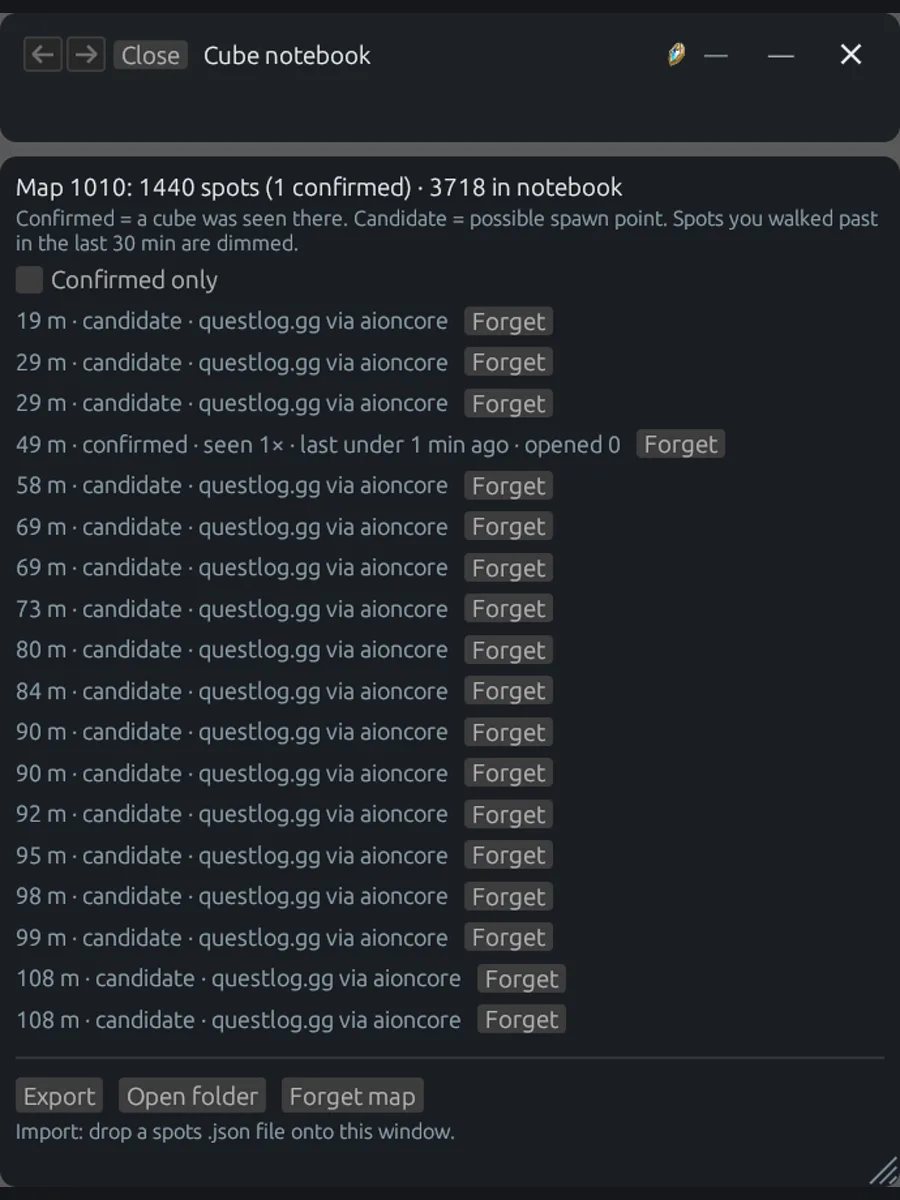 Close Cube notebook
Map 1010: 1440 spots (1 confirmed) · 3718 in notebook
Confirmed = a cube was seen there. Candidate = possible spawn point. Spots you walked past
in the last 30 min are dimmed.
Confirmed only
19 m · candidate · questlog.gg via aioncore Forget
29 m · candidate · questlog.gg via aioncore Forget
29 m · candidate · questlog.gg via aioncore Forget
49 m · confirmed · seen 1× · last under 1 min ago · opened 0 Forget
58 m · candidate · questlog.gg via aioncore Forget
69 m · candidate · questlog.gg via aioncore Forget
69 m · candidate · questlog.gg via aioncore Forget
73 m · candidate · questlog.gg via aioncore Forget
80 m · candidate · questlog.gg via aioncore Forget
84 m · candidate · questlog.gg via aioncore Forget
90 m · candidate · questlog.gg via aioncore Forget
90 m · candidate · questlog.gg via aioncore Forget
92 m · candidate · questlog.gg via aioncore Forget
95 m · candidate · questlog.gg via aioncore Forget
98 m · candidate · questlog.gg via aioncore Forget
99 m · candidate · questlog.gg via aioncore Forget
108 m · candidate · questlog.gg via aioncore Forget
108 m · candidate · questlog.gg via aioncore Forget
Export Open folder Forget map
Import: drop a spots .json file onto this window.